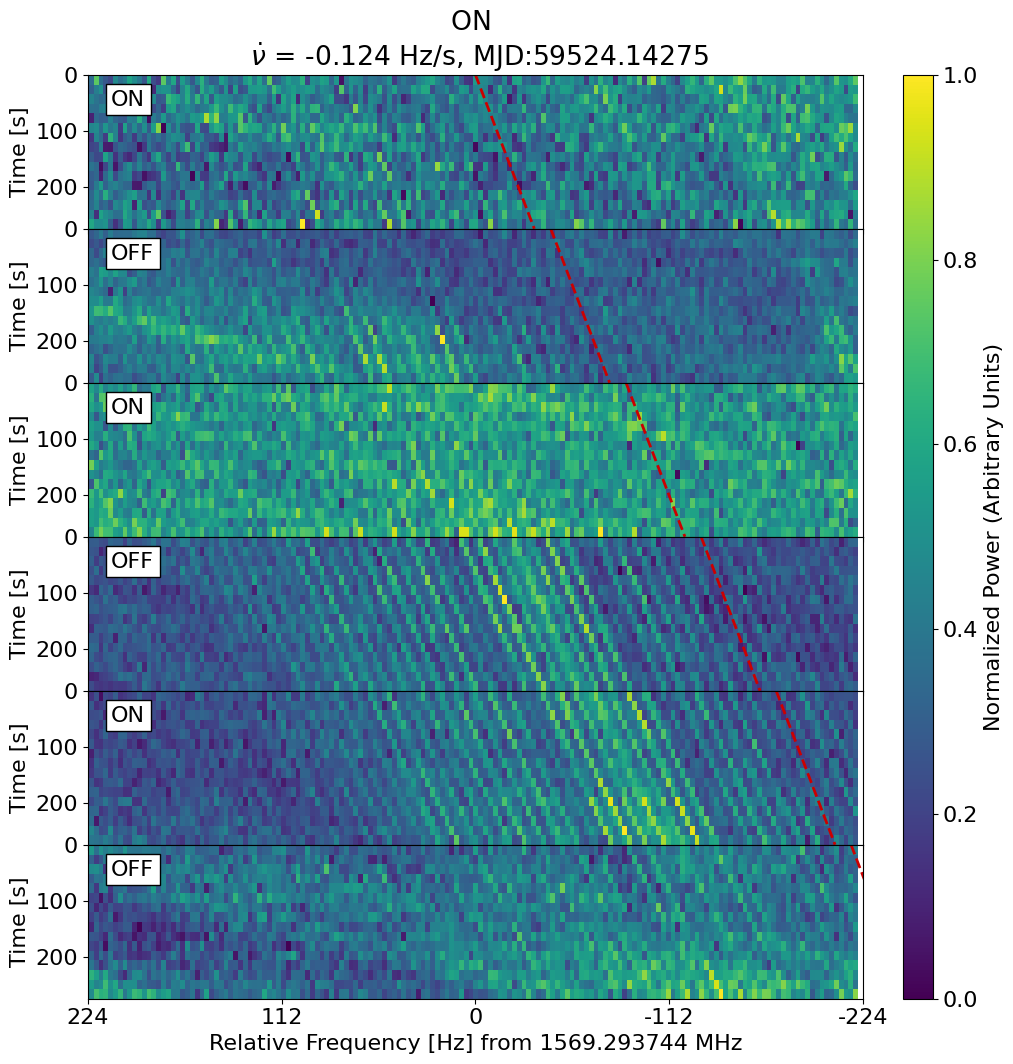 ON
ν̇ = -0.124 Hz/s, MJD:59524.14275
0
ON
100
200
Time [s]
0
OFF
100
200
Time [s]
0
ON
100
200
Time [s]
0
OFF
100
200
Time [s]
0
ON
100
200
Time [s]
0
OFF
100
200
Time [s]
224 112 0 -112 -224
Relative Frequency [Hz] from 1569.293744 MHz
1.0
0.8
0.6
0.4
0.2
0.0
Normalized Power (Arbitrary Units)